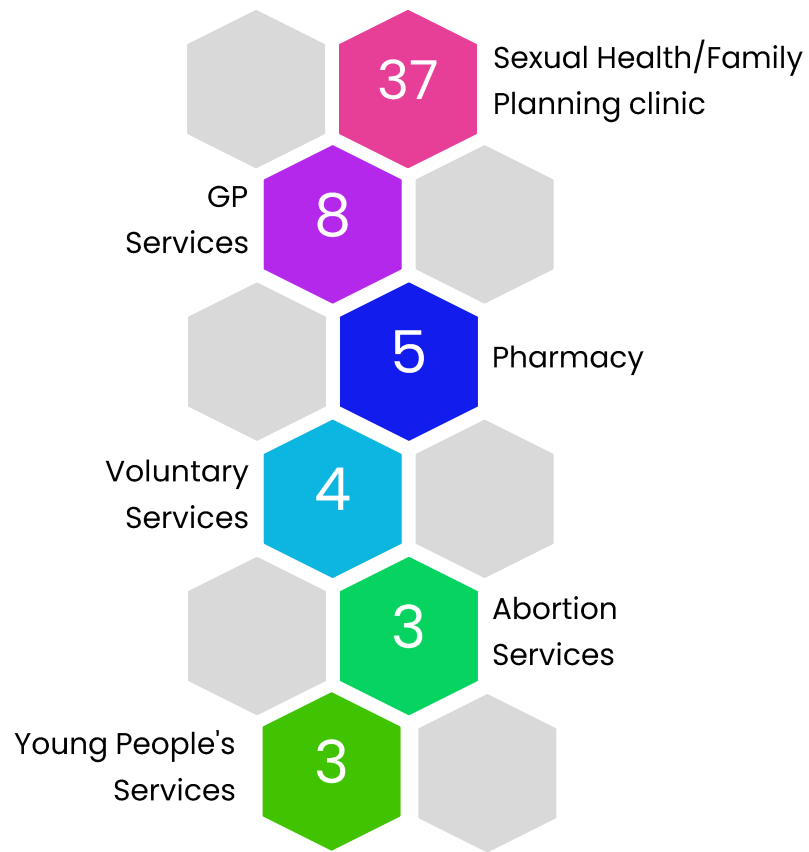 37
Sexual Health/Family
Planning clinic
GP
Services
8
5
Pharmacy
Voluntary
Services
4
3
Abortion
Services
Young People's
Services
3